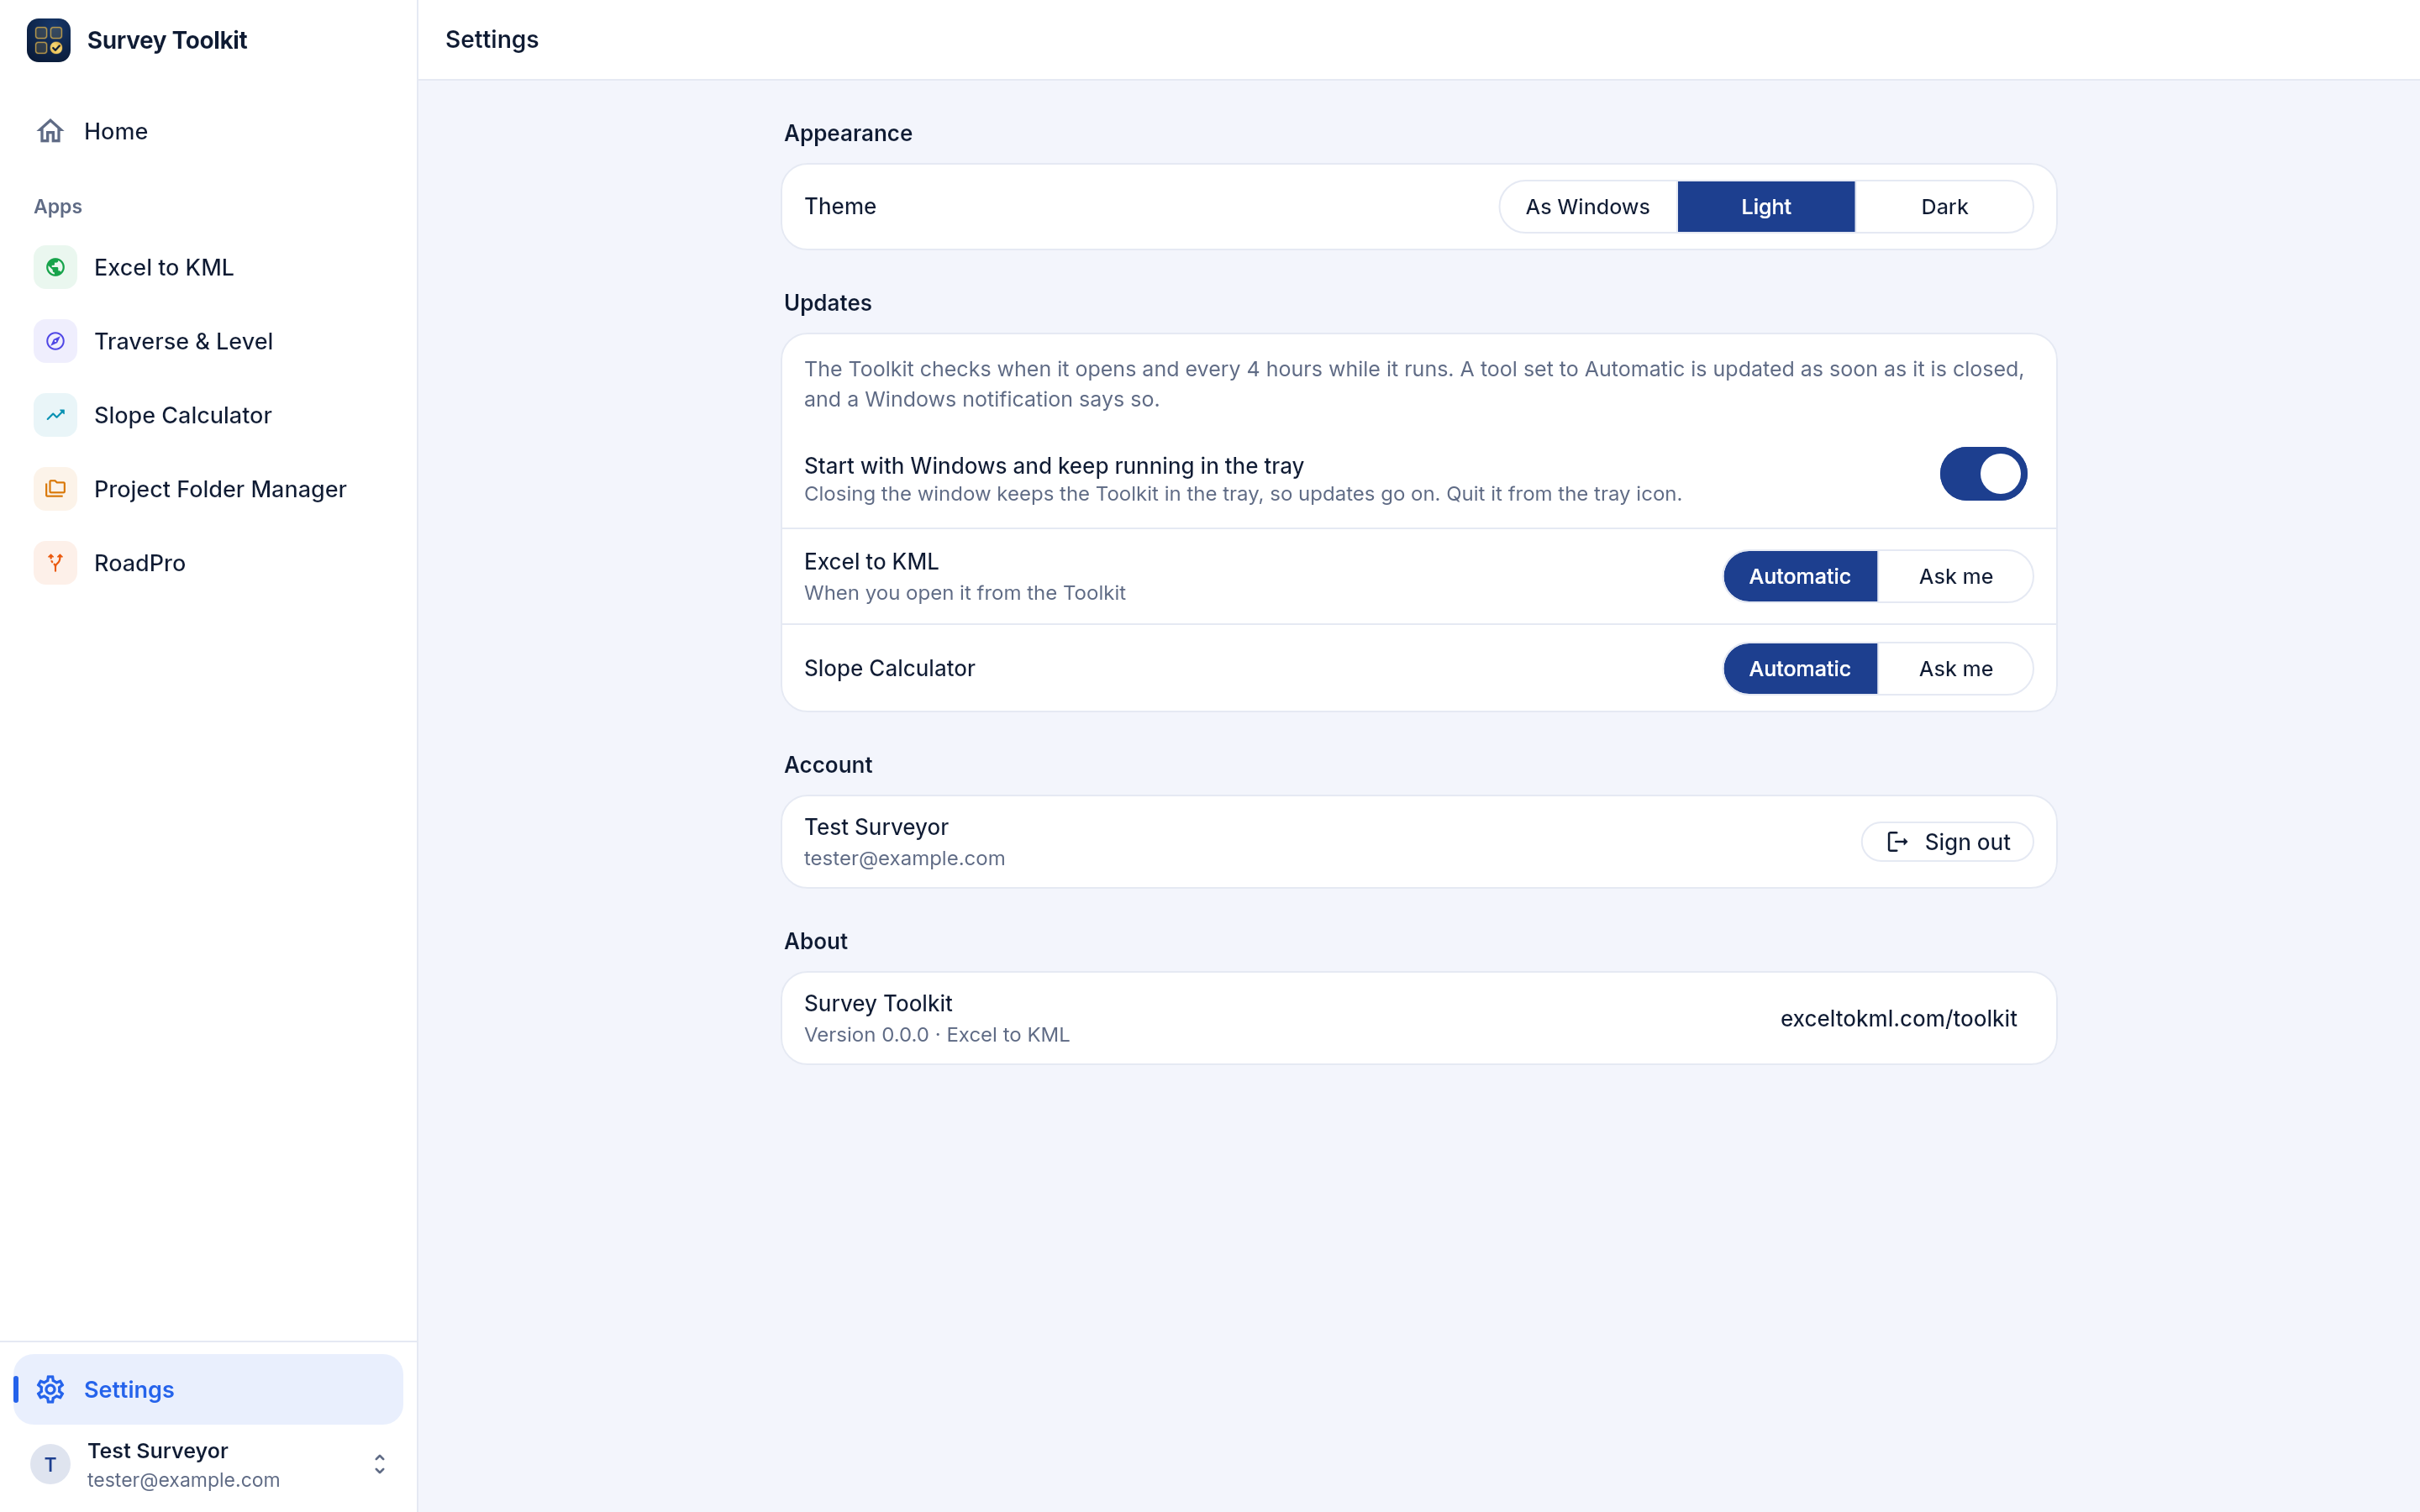 Survey Toolkit
Home
Apps
Excel to KML
Traverse & Level
Slope Calculator
Project Folder Manager
RoadPro
Settings
T
Test Surveyor
tester@example.com
Settings
Appearance
Theme
As Windows
Light
Dark
Updates
The Toolkit checks when it opens and every 4 hours while it runs. A tool set to Automatic is updated as soon as it is closed,
and a Windows notification says so.
Start with Windows and keep running in the tray
Closing the window keeps the Toolkit in the tray, so updates go on. Quit it from the tray icon.
Excel to KML
When you open it from the Toolkit
Automatic
Ask me
Slope Calculator
Automatic
Ask me
Account
Test Surveyor
tester@example.com
Sign out
About
Survey Toolkit
Version 0.0.0 · Excel to KML
exceltokml.com/toolkit